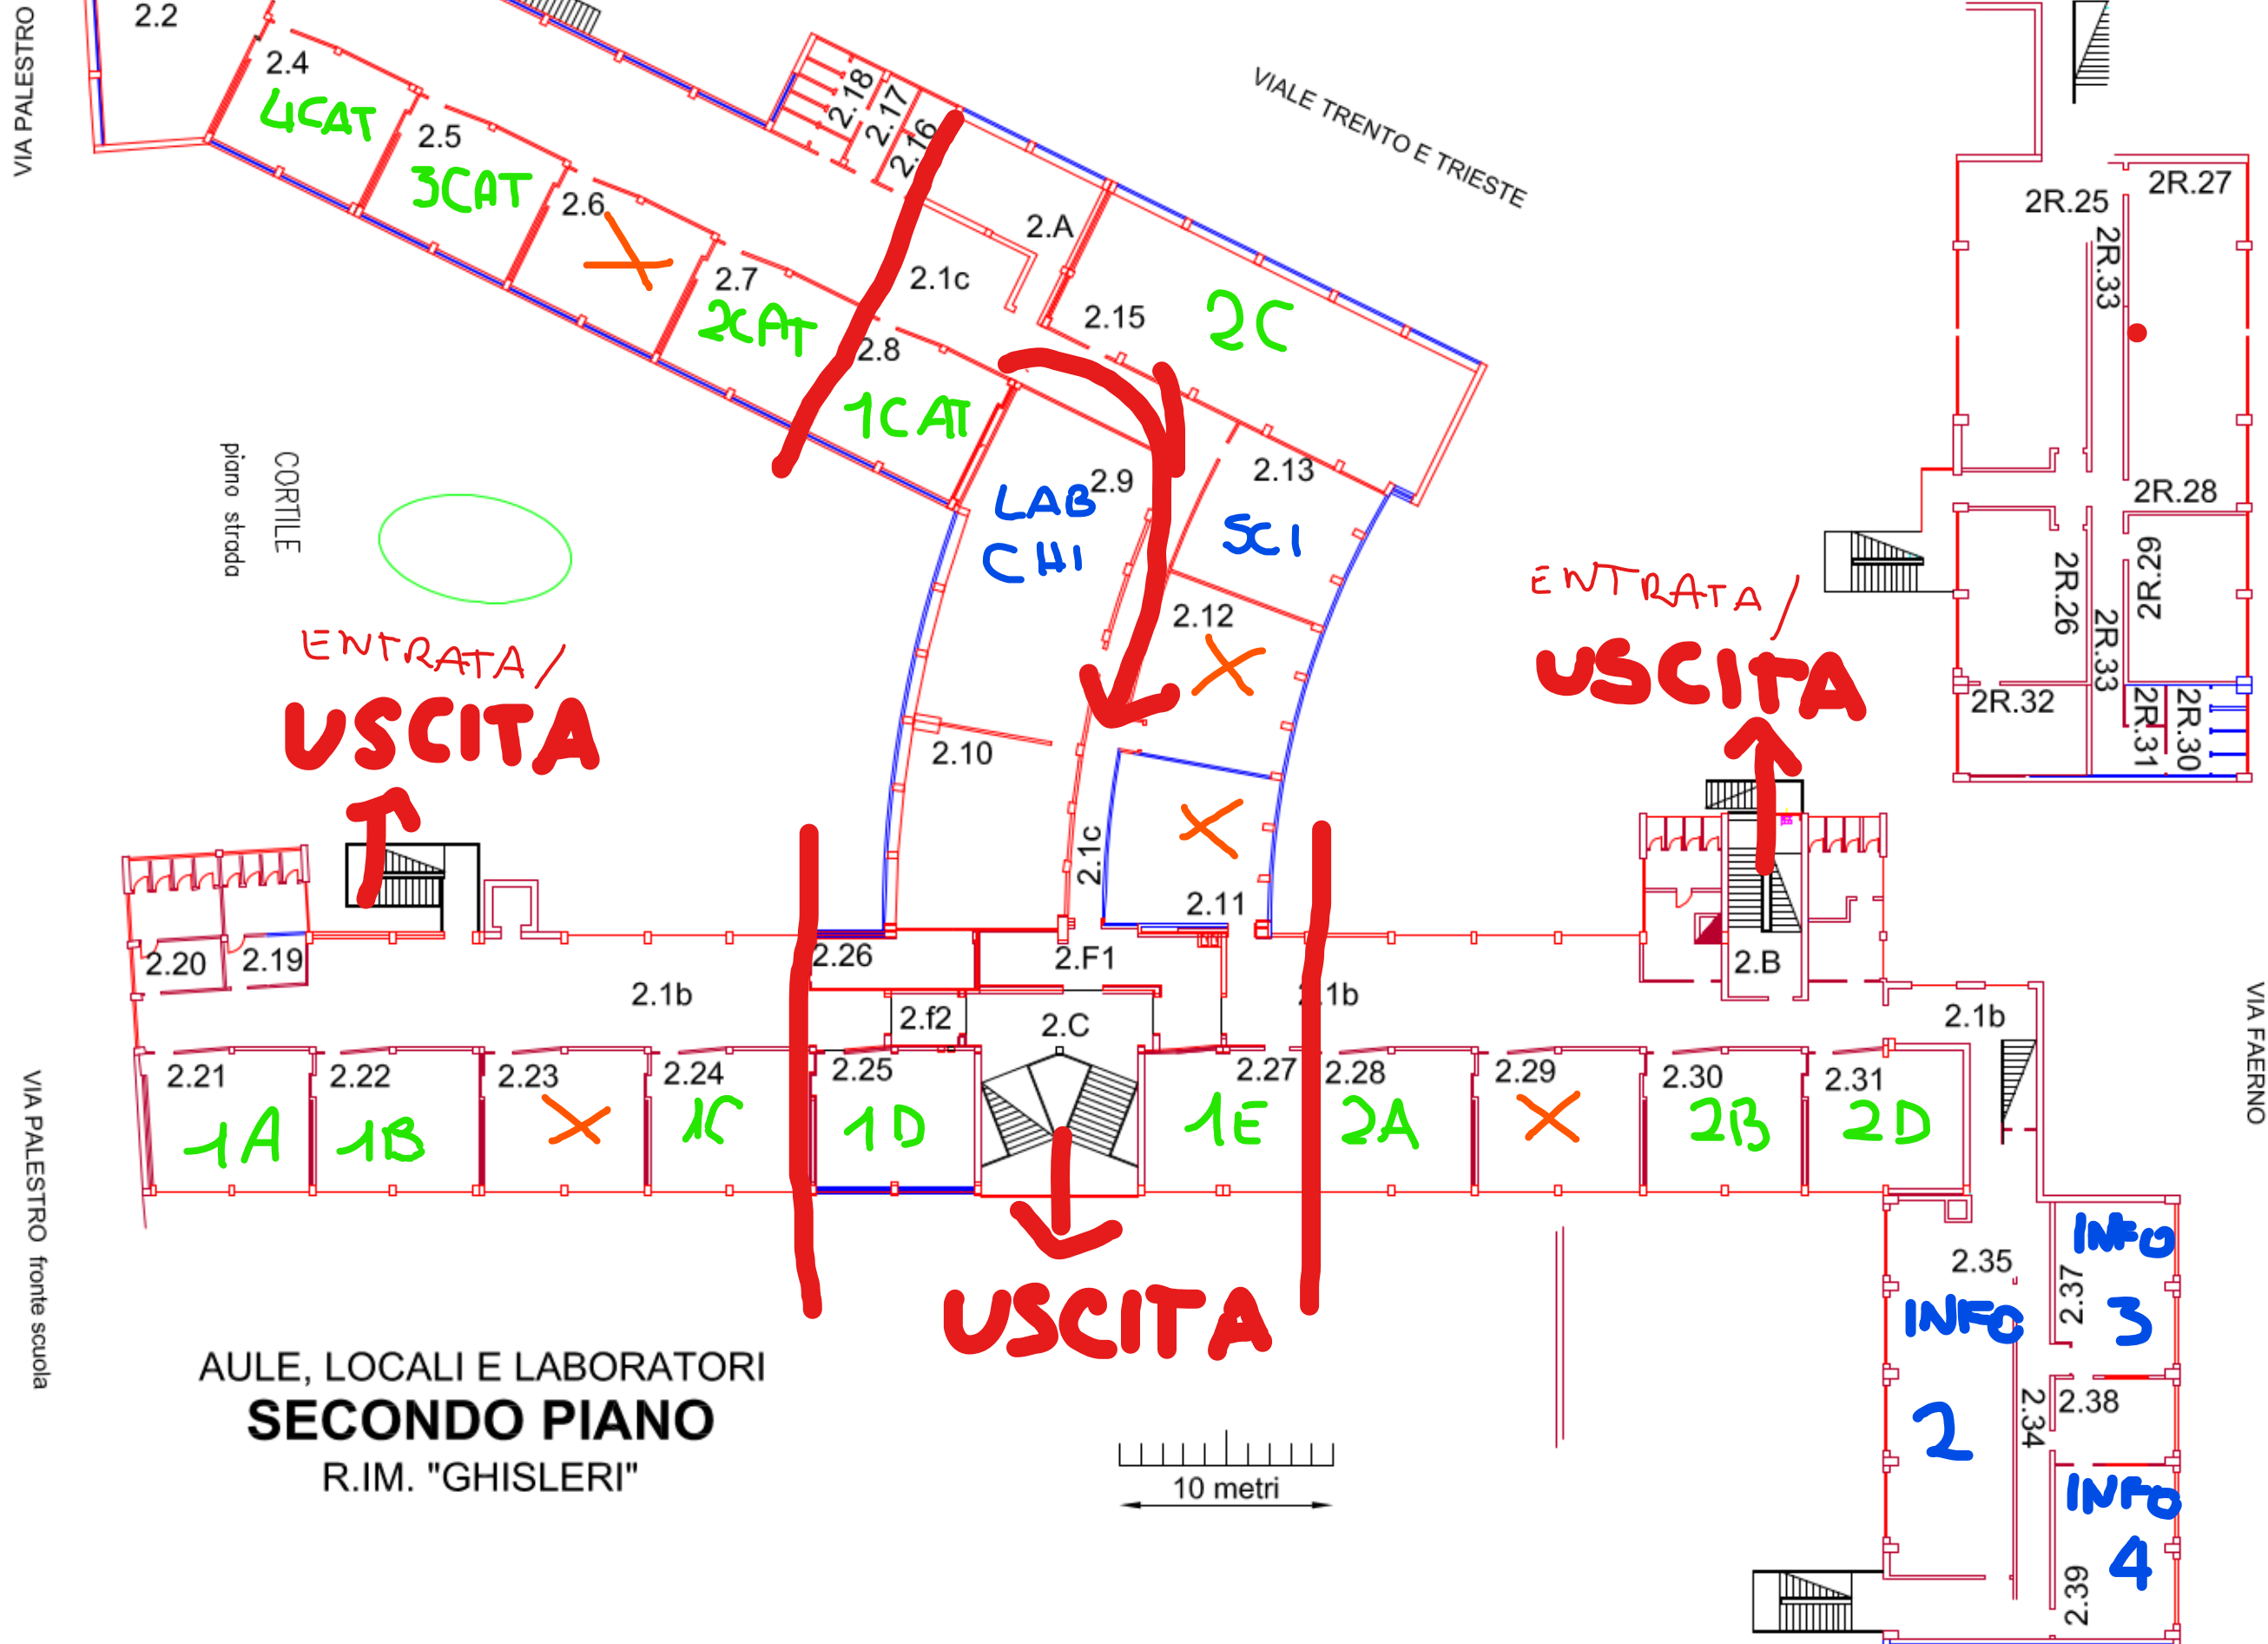 VIA PALESTRO
2.2
2.4
4CAT
2.5
3CAT
2.6
2.7
2CAT
2.8
1CAT
2.18
2.17
2.16
2.A
2.1c
2.15
2C
VIALE TRENTO E TRIESTE
2R.25
2R.27
2R.33
2R.28
2R.26
2R.29
2R.33
2R.32
2R.31
2R.30
CORTILE
piano strada
2.9
LAB
CHI
2.13
SCI
2.12
2.10
2.1c
2.11
ENTRATA/
USCITA
ENTRATA/
USCITA
2.20
2.19
2.1b
2.26
2.F1
2.f2
2.C
2.1b
2.B
2.1b
VIA FAERNO
2.21
1A
2.22
1B
2.23
2.24
1C
2.25
1D
2.27
1E
2.28
2A
2.29
2.30
2B
2.31
2D
VIA PALESTRO fronte scuola
USCITA
2.35
INFO
2
2.37
INFO
3
2.34
2.38
INFO
4
2.39
AULE, LOCALI E LABORATORI
SECONDO PIANO
R.IM. "GHISLERI"
10 metri